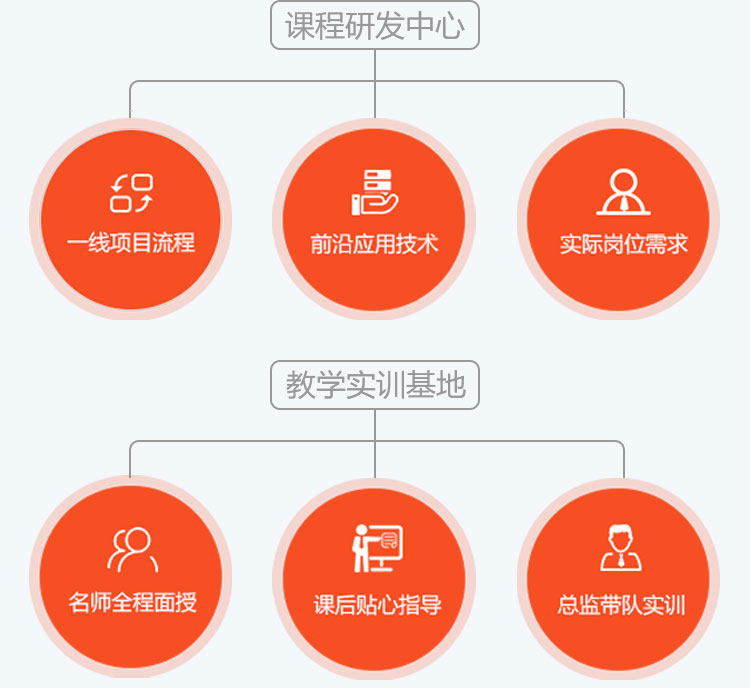 课程研发中心
一线项目流程
前沿应用技术
实际岗位需求
教学实训基地
名师全程面授
课后贴心指导
总监带队实训